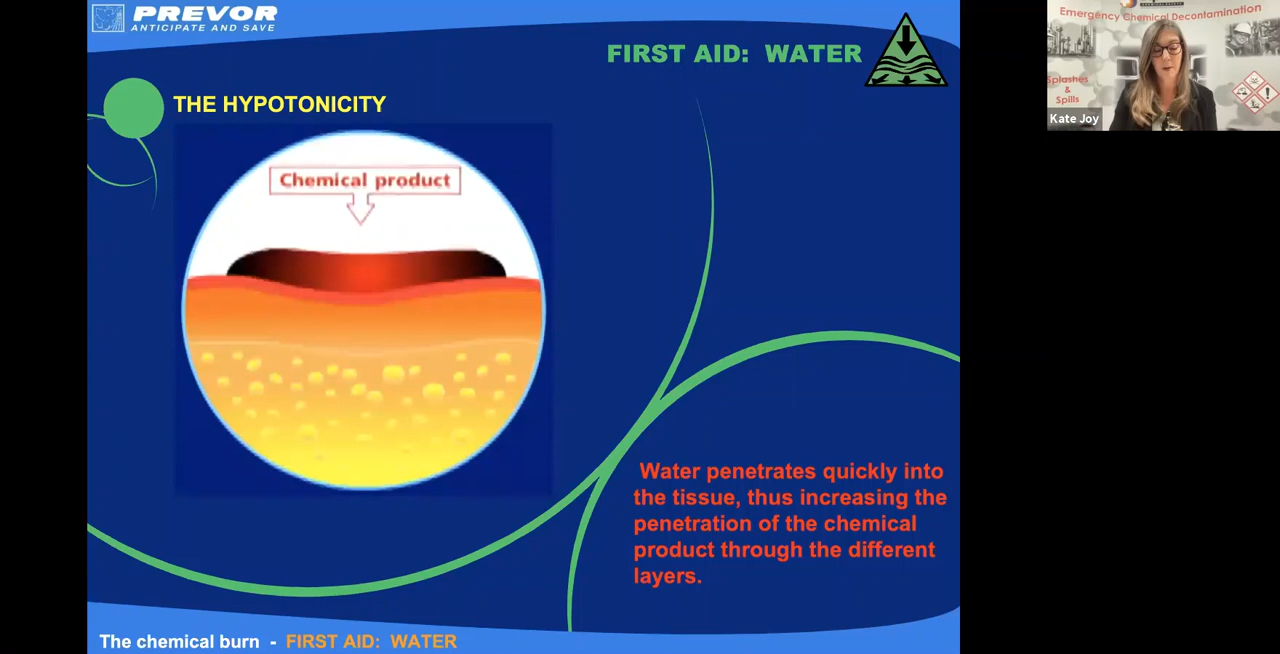 PREVOR
ANTICIPATE AND SAVE
FIRST AID: WATER
THE HYPOTONICITY
Chemical product
Water penetrates quickly into
the tissue, thus increasing the
penetration of the chemical
product through the different
layers.
The chemical burn - FIRST AID: WATER
Emergency Chemical Decontamination
Splashes
&
Spills
Kate Joy